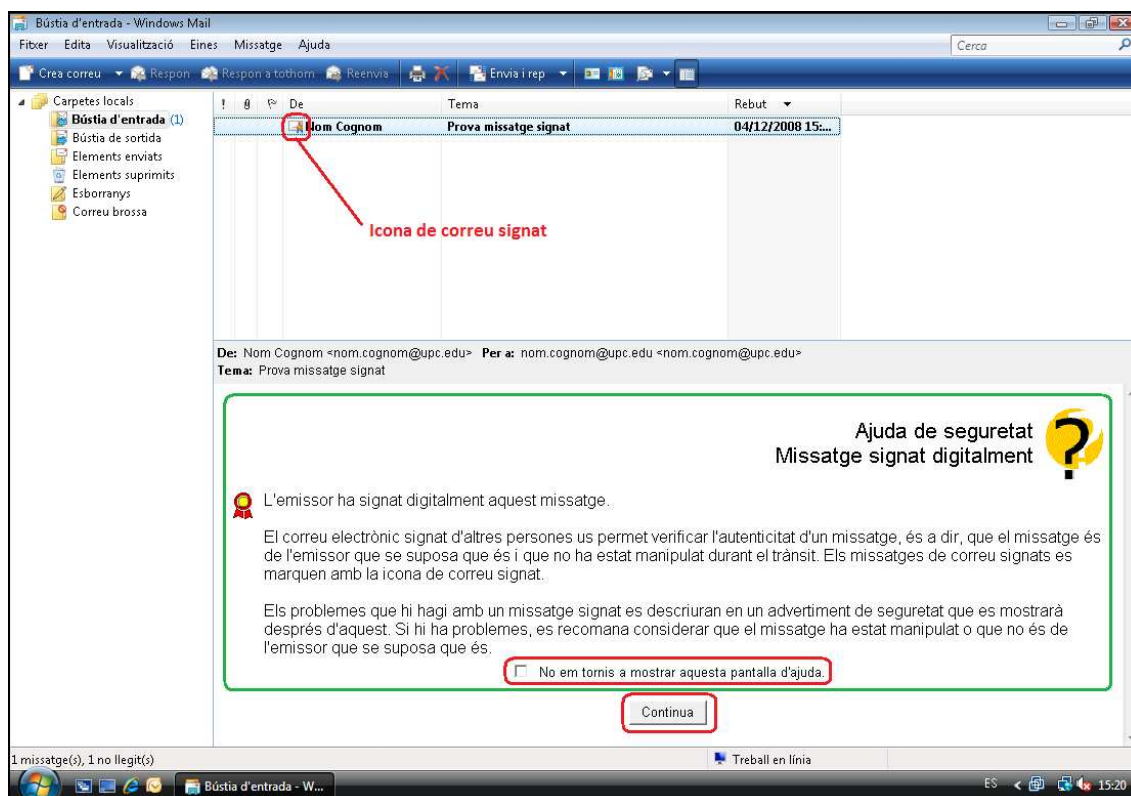 Bústia d'entrada - Windows Mail
Fitxer Edita Visualització Eines Missatge Ajuda
Cerca
Crea correu Respon Respon a tothom Reenvia Envia i rep
Carpetes locals
Bústia d'entrada (1)
Bústia de sortida
Elements enviats
Elements suprimits
Esborranys
Correu brossa
! De Tema Rebut
Nom Cognom Prova missatge signat 04/12/2008 15:...
Icona de correu signat
De: Nom Cognom <nom.cognom@upc.edu> Per a: nom.cognom@upc.edu <nom.cognom@upc.edu>
Tema: Prova missatge signat
Ajuda de seguretat
Missatge signat digitalment
L'emissor ha signat digitalment aquest missatge.
El correu electrònic signat d'altres persones us permet verificar l'autenticitat d'un missatge, és a dir, que el missatge és
de l'emissor que se suposa que és i que no ha estat manipulat durant el trànsit. Els missatges de correu signats es
marquen amb la icona de correu signat.
Els problemes que hi hagi amb un missatge signat es descriuran en un advertiment de seguretat que es mostrarà
després d'aquest. Si hi ha problemes, es recomana considerar que el missatge ha estat manipulat o que no és de
l'emissor que se suposa que és.
No em tornis a mostrar aquesta pantalla d'ajuda.
Continua
1 missatge(s), 1 no llegit(s)
Treball en línia
Bústia d'entrada - W...
ES
15:20